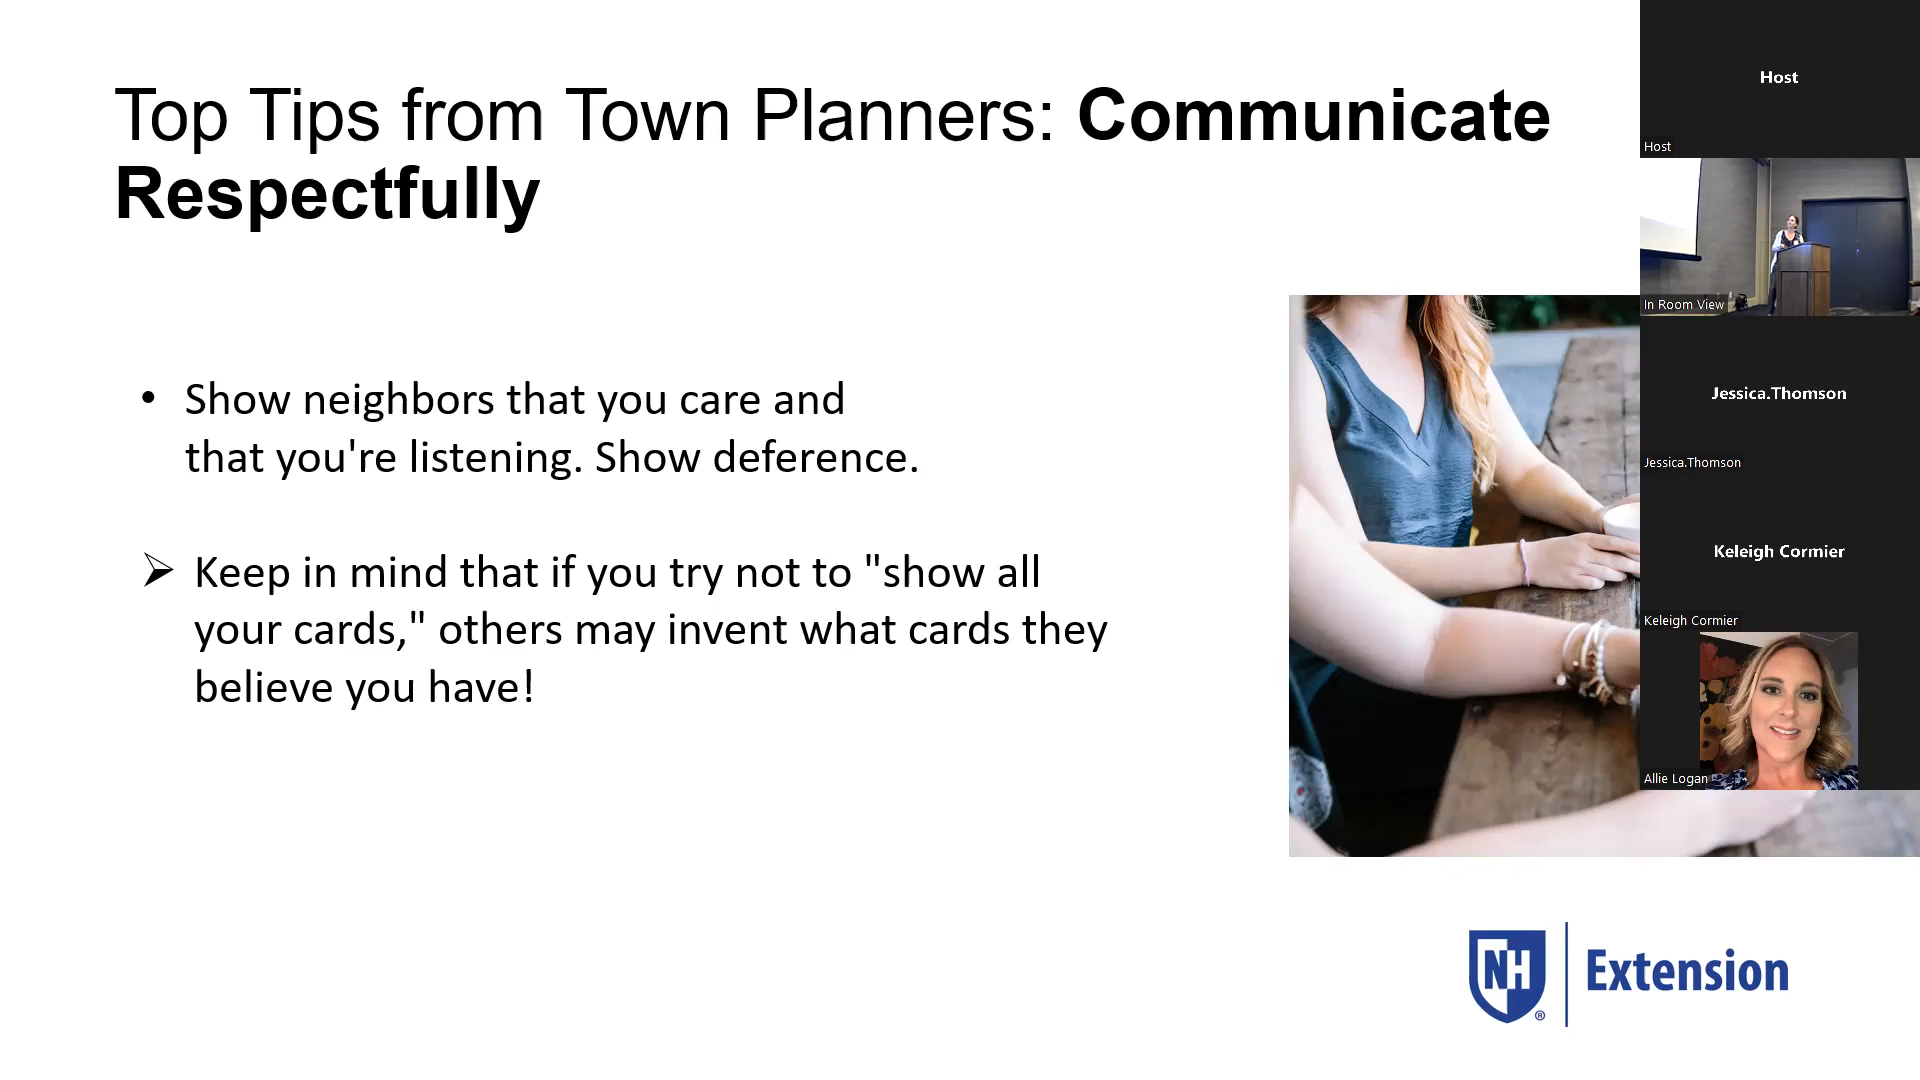 Top Tips from Town Planners: Communicate
Respectfully
• Show neighbors that you care and
that you're listening. Show deference.
➢ Keep in mind that if you try not to "show all
your cards," others may invent what cards they
believe you have!
Host
Host
In Room View
Jessica.Thomson
Jessica.Thomson
Keleigh Cormier
Keleigh Cormier
Allie Logan
NH
®
Extension